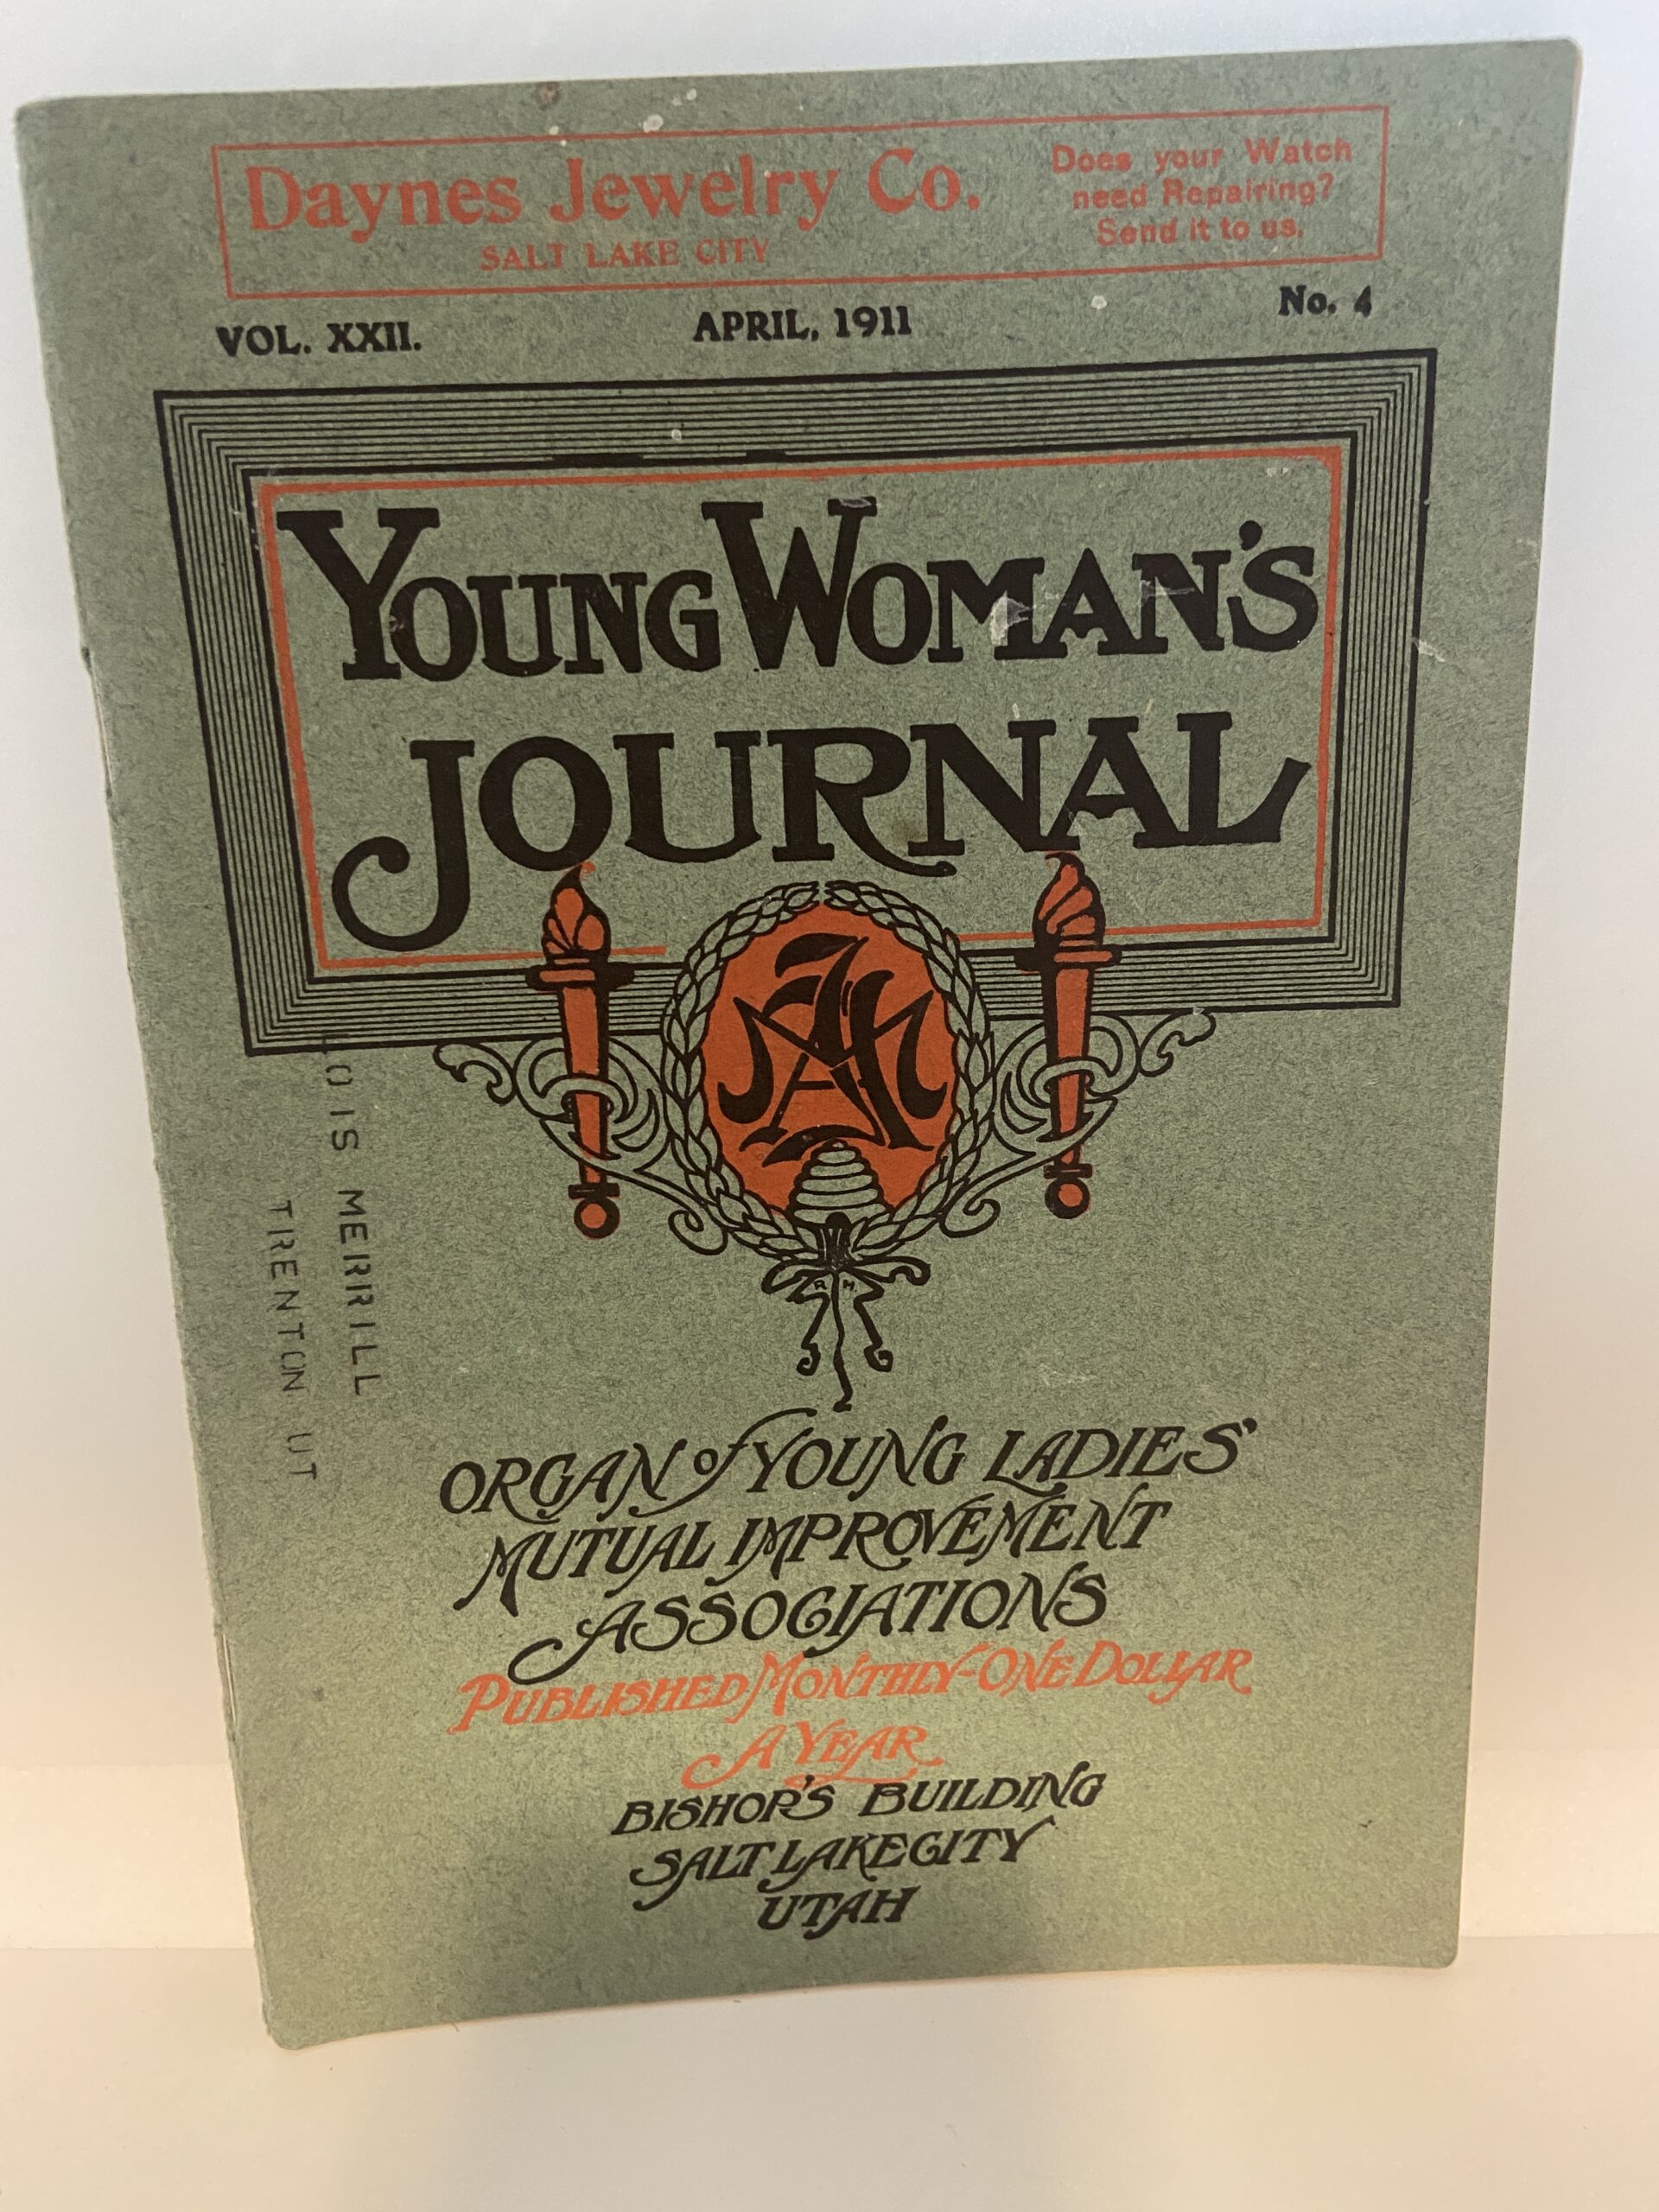 Daynes Jewelry Co.
SALT LAKE CITY
Does your Watch
need Repairing?
Send it to us.
VOL. XXII.
APRIL, 1911
No. 4
YOUNG WOMAN'S
JOURNAL
R H
LOIS MERRILL
TRENTON UT
ORGAN of YOUNG LADIES'
MUTUAL IMPROVEMENT
ASSOCIATIONS
PUBLISHED MONTHLY-ONE DOLLAR
A YEAR
BISHOP'S BUILDING
SALT LAKE CITY
UTAH